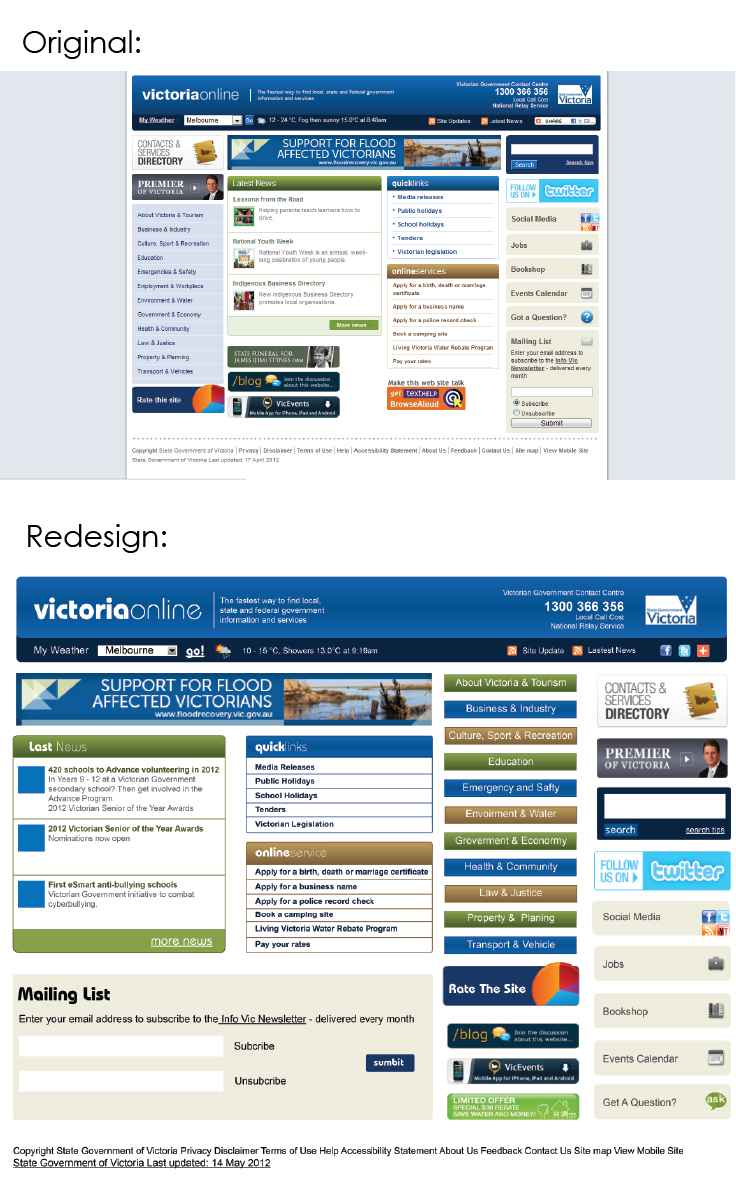 Original:
victoriaonline
The fastest way to find local, state and federal government
information and services
Victorian Government Contact Centre
1300 366 356
Local Call Cost
National Relay Service
State Government
Victoria
My Weather :
Melbourne
Go
12 - 24 °C, Fog then sunny 15.0°C at 8:48am
Site Updates
Latest News
SHARE
CONTACTS &
SERVICES
DIRECTORY
PREMIER
OF VICTORIA
About Victoria & Tourism
Business & Industry
Culture, Sport & Recreation
Education
Emergencies & Safety
Employment & Workplace
Environment & Water
Government & Economy
Health & Community
Law & Justice
Property & Planning
Transport & Vehicles
Rate this site
SUPPORT FOR FLOOD
AFFECTED VICTORIANS
www.floodrecovery.vic.gov.au
Latest News
Lessons from the Road
Helping parents teach learners how to
drive.
National Youth Week
National Youth Week is an annual, week-
long celebration of young people.
Indigenous Business Directory
New Indigenous Business Directory
promotes local organisations.
More news
STATE FUNERAL FOR
JAMES (JIM) STYNES OAM
/blog
Join the discussion
about this website...
VicEvents
Mobile App for iPhone, iPad and Android
quicklinks
Media releases
Public holidays
School holidays
Tenders
Victorian legislation
onlineservices
Apply for a birth, death or marriage
certificate
Apply for a business name
Apply for a police record check
Book a camping site
Living Victoria Water Rebate Program
Pay your rates
Make this web site talk
get textHELP
BrowseAloud
Search
Search tips
FOLLOW
US ON
twitter
Social Media
Jobs
Bookshop
Events Calendar
Got a Question?
Mailing List
Enter your email address to
subscribe to the Info Vic
Newsletter - delivered every
month
Subscribe
Unsubscribe
Submit
Copyright State Government of Victoria | Privacy | Disclaimer | Terms of Use | Help | Accessibility Statement | About Us | Feedback | Contact Us | Site map | View Mobile Site
State Government of Victoria Last updated: 17 April 2012
Redesign:
victoriaonline
The fastest way to find local,
state and federal government
information and services
Victorian Government Contact Centre
1300 366 356
Local Call Cost
National Relay Service
State Government
Victoria
My Weather
Melbourne
go!
10 - 15 °C, Showers 13.0°C at 9:19am
Site Update
Lastest News
SUPPORT FOR FLOOD
AFFECTED VICTORIANS
www.floodrecovery.vic.gov.au
Last News
420 schools to Advance volunteering in 2012
In Years 9 - 12 at a Victorian Government
secondary school? Then get involved in the
Advance Program.
2012 Victorian Senior of the Year Awards
2012 Victorian Senior of the Year Awards
Nominations now open
First eSmart anti-bullying schools
Victorian Government initiative to combat
cyberbullying.
more news
quicklinks
Media Releases
Public Holidays
School Holidays
Tenders
Victorian Legislation
onlineservice
Apply for a birth, death or marriage certificate
Apply for a business name
Apply for a police record check
Book a camping site
Living Victoria Water Rebate Program
Pay your rates
About Victoria & Tourism
Business & Industry
Culture, Sport & Recreation
Education
Emergency and Safty
Envoirment & Water
Groverment & Econormy
Health & Community
Law & Justice
Property & Planing
Transport & Vehicle
Rate The Site
/blog
Join the discussion
about this website...
VicEvents
Mobile App for iPhone, iPad and Android
LIMITED OFFER
SPECIAL $30 REBATE
SAVE WATER AND MONEY!
CONTACTS &
SERVICES
DIRECTORY
PREMIER
OF VICTORIA
search
search tips
FOLLOW
US ON
twitter
Social Media
Jobs
Bookshop
Events Calendar
Get A Question?
ask
Mailing List
Enter your email address to subscribe to the Info Vic Newsletter - delivered every month
Subcribe
sumbit
Unsubcribe
Copyright State Government of Victoria Privacy Disclaimer Terms of Use Help Accessibility Statement About Us Feedback Contact Us Site map View Mobile Site
State Government of Victoria Last updated: 14 May 2012